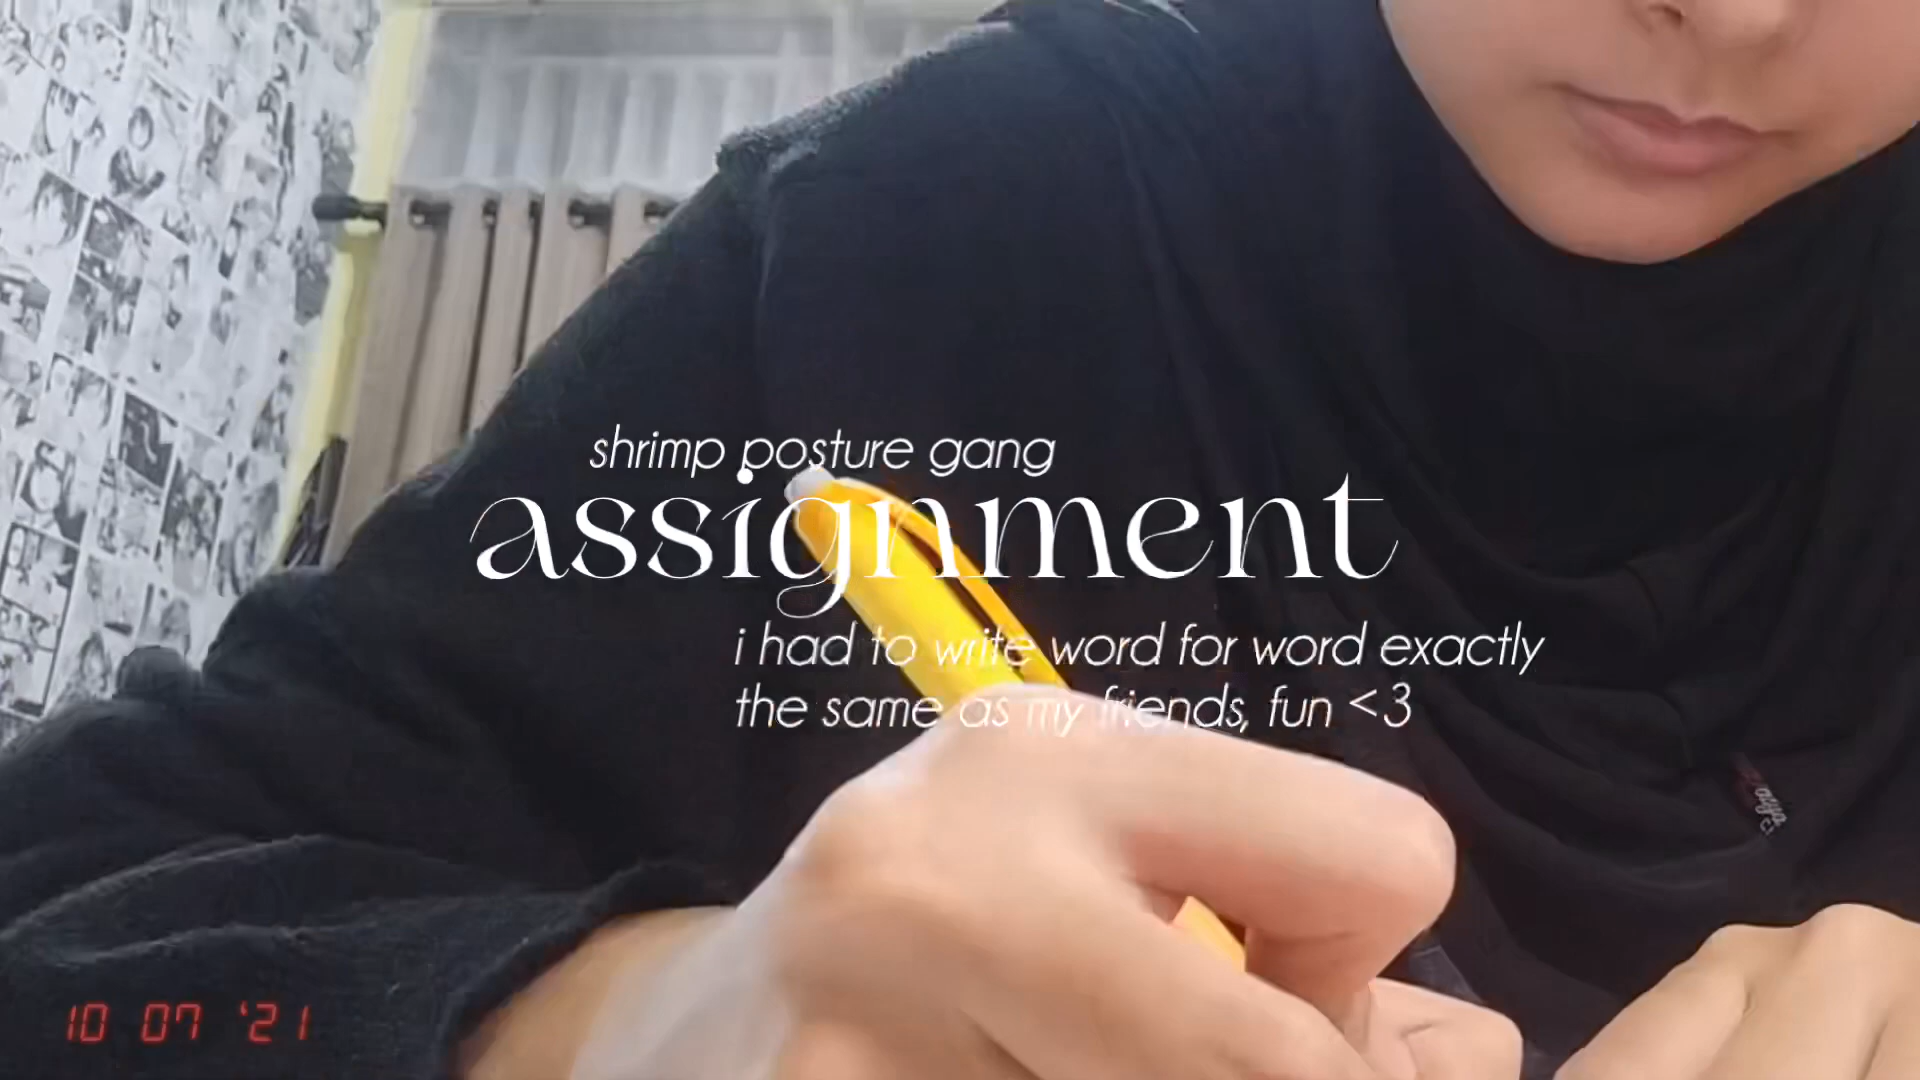 shrimp posture gang
assignment
i had to write word for word exactly
the same as my friends, fun <3
10 07 '21